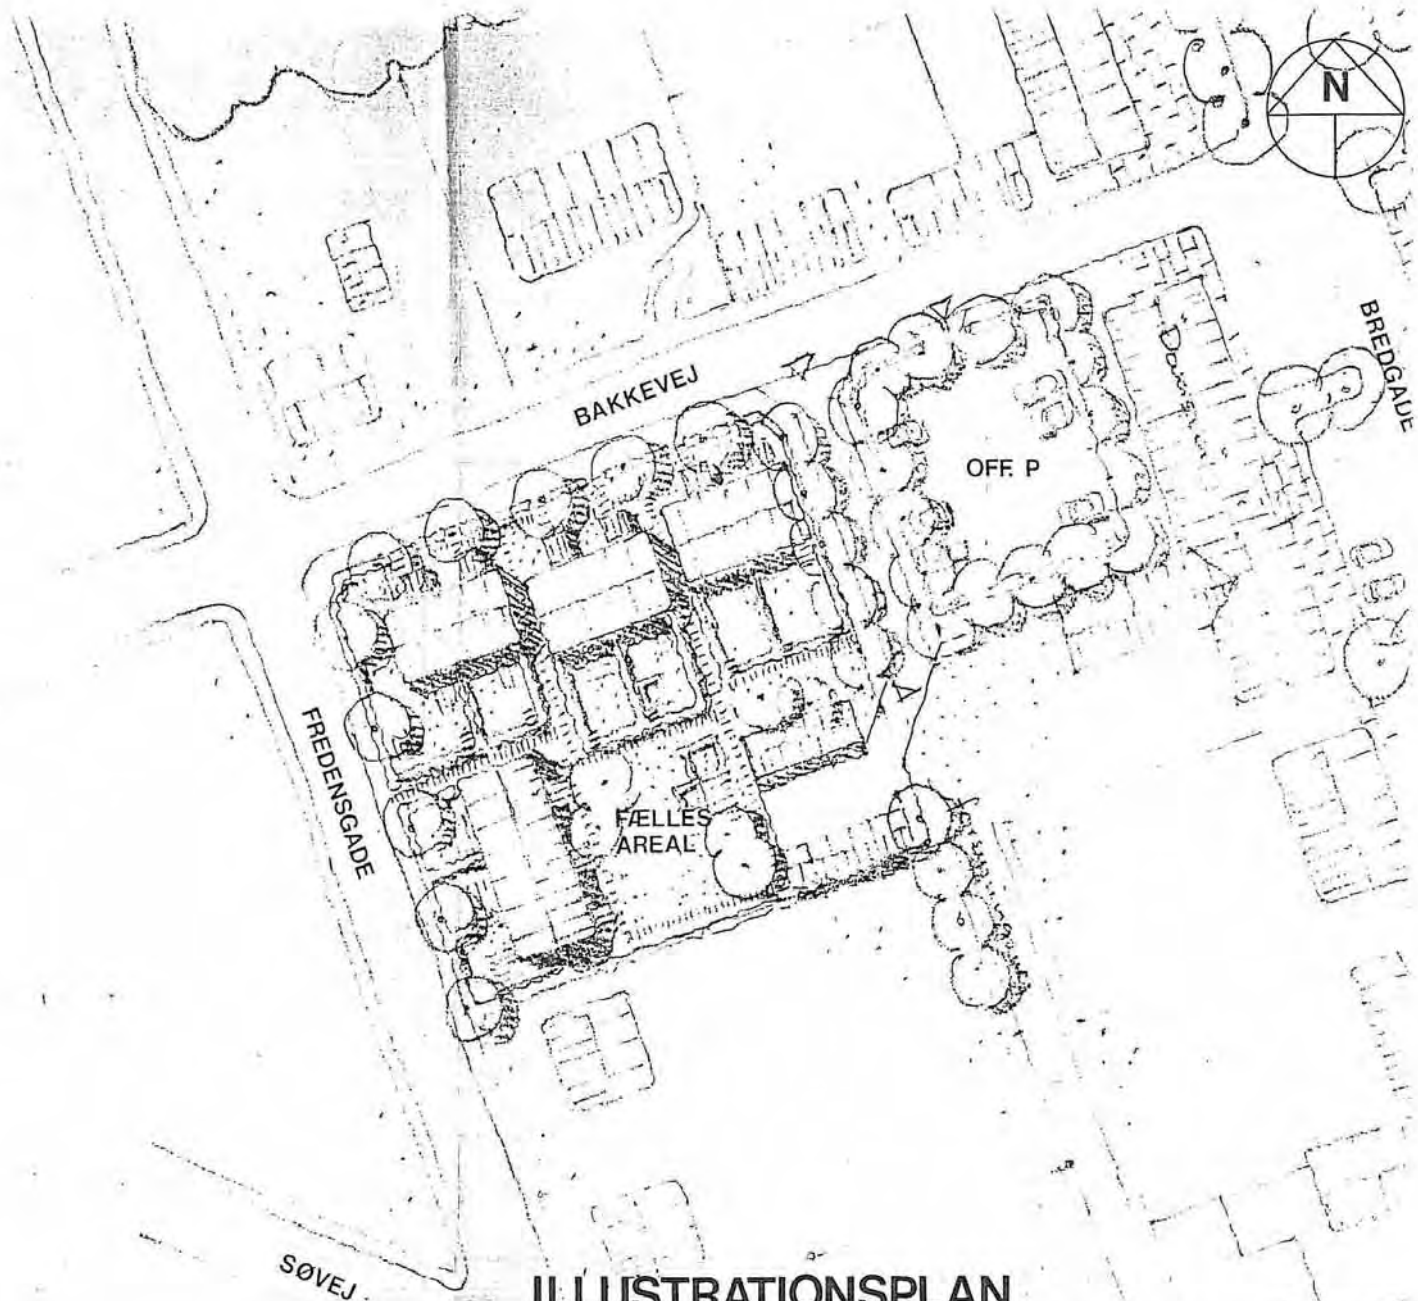 N
BREDGADE
BAKKEVEJ
OFF. P
FREDENSGADE
FÆLLES
AREAL
SØVEJ
ILLUSTRATIONSPLAN